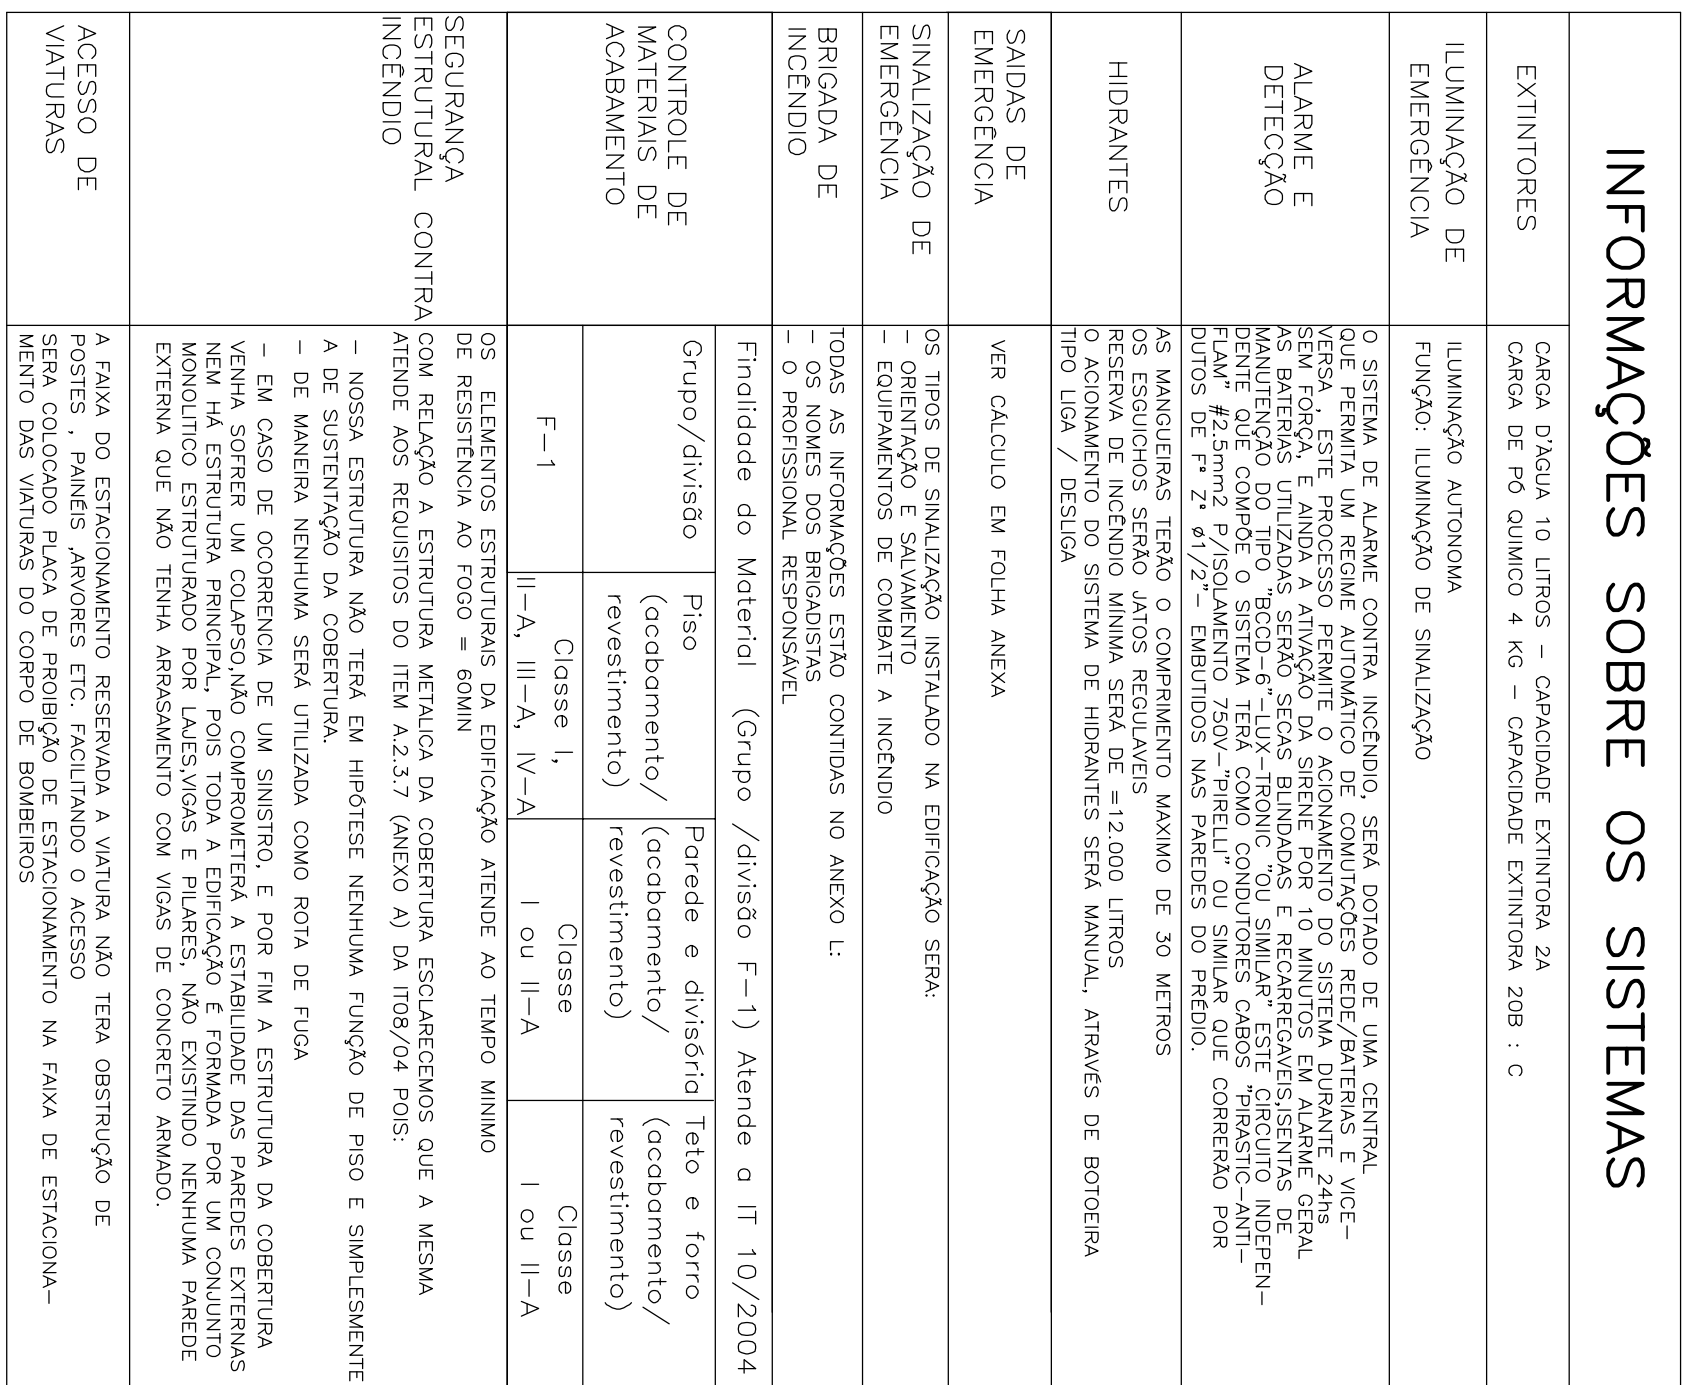 INFORMAÇÕES SOBRE OS SISTEMAS
EXTINTORES
CARGA D'ÀGUA 10 LITROS – CAPACIDADE EXTINTORA 2A
CARGA DE PÓ QUIMICO 4 KG – CAPACIDADE EXTINTORA 20B : C
ILUMINAÇÃO DE
EMERGÊNCIA
ILUMINAÇÃO AUTONOMA
FUNÇÃO: ILUMINAÇÃO DE SINALIZAÇÃO
ALARME E
DETECÇÃO
O SISTEMA DE ALARME CONTRA INCÊNDIO, SERÁ DOTADO DE UMA CENTRAL
QUE PERMITA UM REGIME AUTOMÁTICO DE COMUTAÇÕES REDE/BATERIAS E VICE–
VERSA , ESTE PROCESSO PERMITE O ACIONAMENTO DO SISTEMA DURANTE 24hs
SEM FORÇA, E AINDA A ATIVAÇÃO DA SIRENE POR 10 MINUTOS EM ALARME GERAL
AS BATERIAS UTILIZADAS SERÃO SECAS BLINDADAS E RECARREGAVEIS,ISENTAS DE
MANUTENÇÃO DO TIPO "BCCD–6"–LUX–TRONIC "OU SIMILAR" ESTE CIRCUITO INDEPEN–
DENTE QUE COMPÕE O SISTEMA TERÁ COMO CONDUTORES CABOS "PIRASTIC–ANTI–
FLAM" #2.5mm2 P/ISOLAMENTO 750V–"PIRELLI" OU SIMILAR QUE CORRERÃO POR
DUTOS DE Fº Zº ø1/2"– EMBUTIDOS NAS PAREDES DO PRÉDIO.
HIDRANTES
AS MANGUEIRAS TERÃO O COMPRIMENTO MAXIMO DE 30 METROS
OS ESGUICHOS SERÃO JATOS REGULAVEIS
RESERVA DE INCÊNDIO MÍNIMA SERÁ DE =12.000 LITROS
O ACIONAMENTO DO SISTEMA DE HIDRANTES SERÁ MANUAL, ATRAVÉS DE BOTOEIRA
TIPO LIGA / DESLIGA
SAIDAS DE
EMERGÊNCIA
VER CÁLCULO EM FOLHA ANEXA
SINALIZAÇÃO DE
EMERGÊNCIA
OS TIPOS DE SINALIZAÇÃO INSTALADO NA EDIFICAÇÃO SERA:
– ORIENTAÇÃO E SALVAMENTO
– EQUIPAMENTOS DE COMBATE A INCÊNDIO
BRIGADA DE
INCÊNDIO
TODAS AS INFORMAÇÕES ESTÃO CONTIDAS NO ANEXO L:
– OS NOMES DOS BRIGADISTAS
– O PROFISSIONAL RESPONSÁVEL
CONTROLE DE
MATERIAIS DE
ACABAMENTO
Finalidade do Material (Grupo /divisão F–1) Atende a IT 10/2004
Grupo/divisão
Piso
(acabamento/
revestimento)
Parede e divisória
(acabamento/
revestimento)
Teto e forro
(acabamento/
revestimento)
F–1
Classe I,
II–A, III–A, IV–A
Classe
I ou II–A
Classe
I ou II–A
SEGURANÇA
ESTRUTURAL CONTRA
INCÊNDIO
OS ELEMENTOS ESTRUTURAIS DA EDIFICAÇÃO ATENDE AO TEMPO MINIMO
DE RESISTÊNCIA AO FOGO = 60MIN
COM RELAÇÃO A ESTRUTURA METALICA DA COBERTURA ESCLARECEMOS QUE A MESMA
ATENDE AOS REQUISITOS DO ITEM A.2.3.7 (ANEXO A) DA IT08/04 POIS:
– NOSSA ESTRUTURA NÃO TERÁ EM HIPÓTESE NENHUMA FUNÇÃO DE PISO E SIMPLESMENTE
A DE SUSTENTAÇÃO DA COBERTURA.
– DE MANEIRA NENHUMA SERÁ UTILIZADA COMO ROTA DE FUGA
– EM CASO DE OCORRENCIA DE UM SINISTRO, E POR FIM A ESTRUTURA DA COBERTURA
VENHA SOFRER UM COLAPSO,NÃO COMPROMETERÁ A ESTABILIDADE DAS PAREDES EXTERNAS
NEM HÁ ESTRUTURA PRINCIPAL, POIS TODA A EDIFICAÇÃO É FORMADA POR UM CONJUNTO
MONOLITICO ESTRUTURADO POR LAJES,VIGAS E PILARES, NÃO EXISTINDO NENHUMA PAREDE
EXTERNA QUE NÃO TENHA ARRASAMENTO COM VIGAS DE CONCRETO ARMADO.
ACESSO DE
VIATURAS
A FAIXA DO ESTACIONAMENTO RESERVADA A VIATURA NÃO TERA OBSTRUÇÃO DE
POSTES , PAINÉIS ,ARVORES ETC. FACILITANDO O ACESSO
SERA COLOCADO PLACA DE PROIBIÇÃO DE ESTACIONAMENTO NA FAIXA DE ESTACIONA–
MENTO DAS VIATURAS DO CORPO DE BOMBEIROS